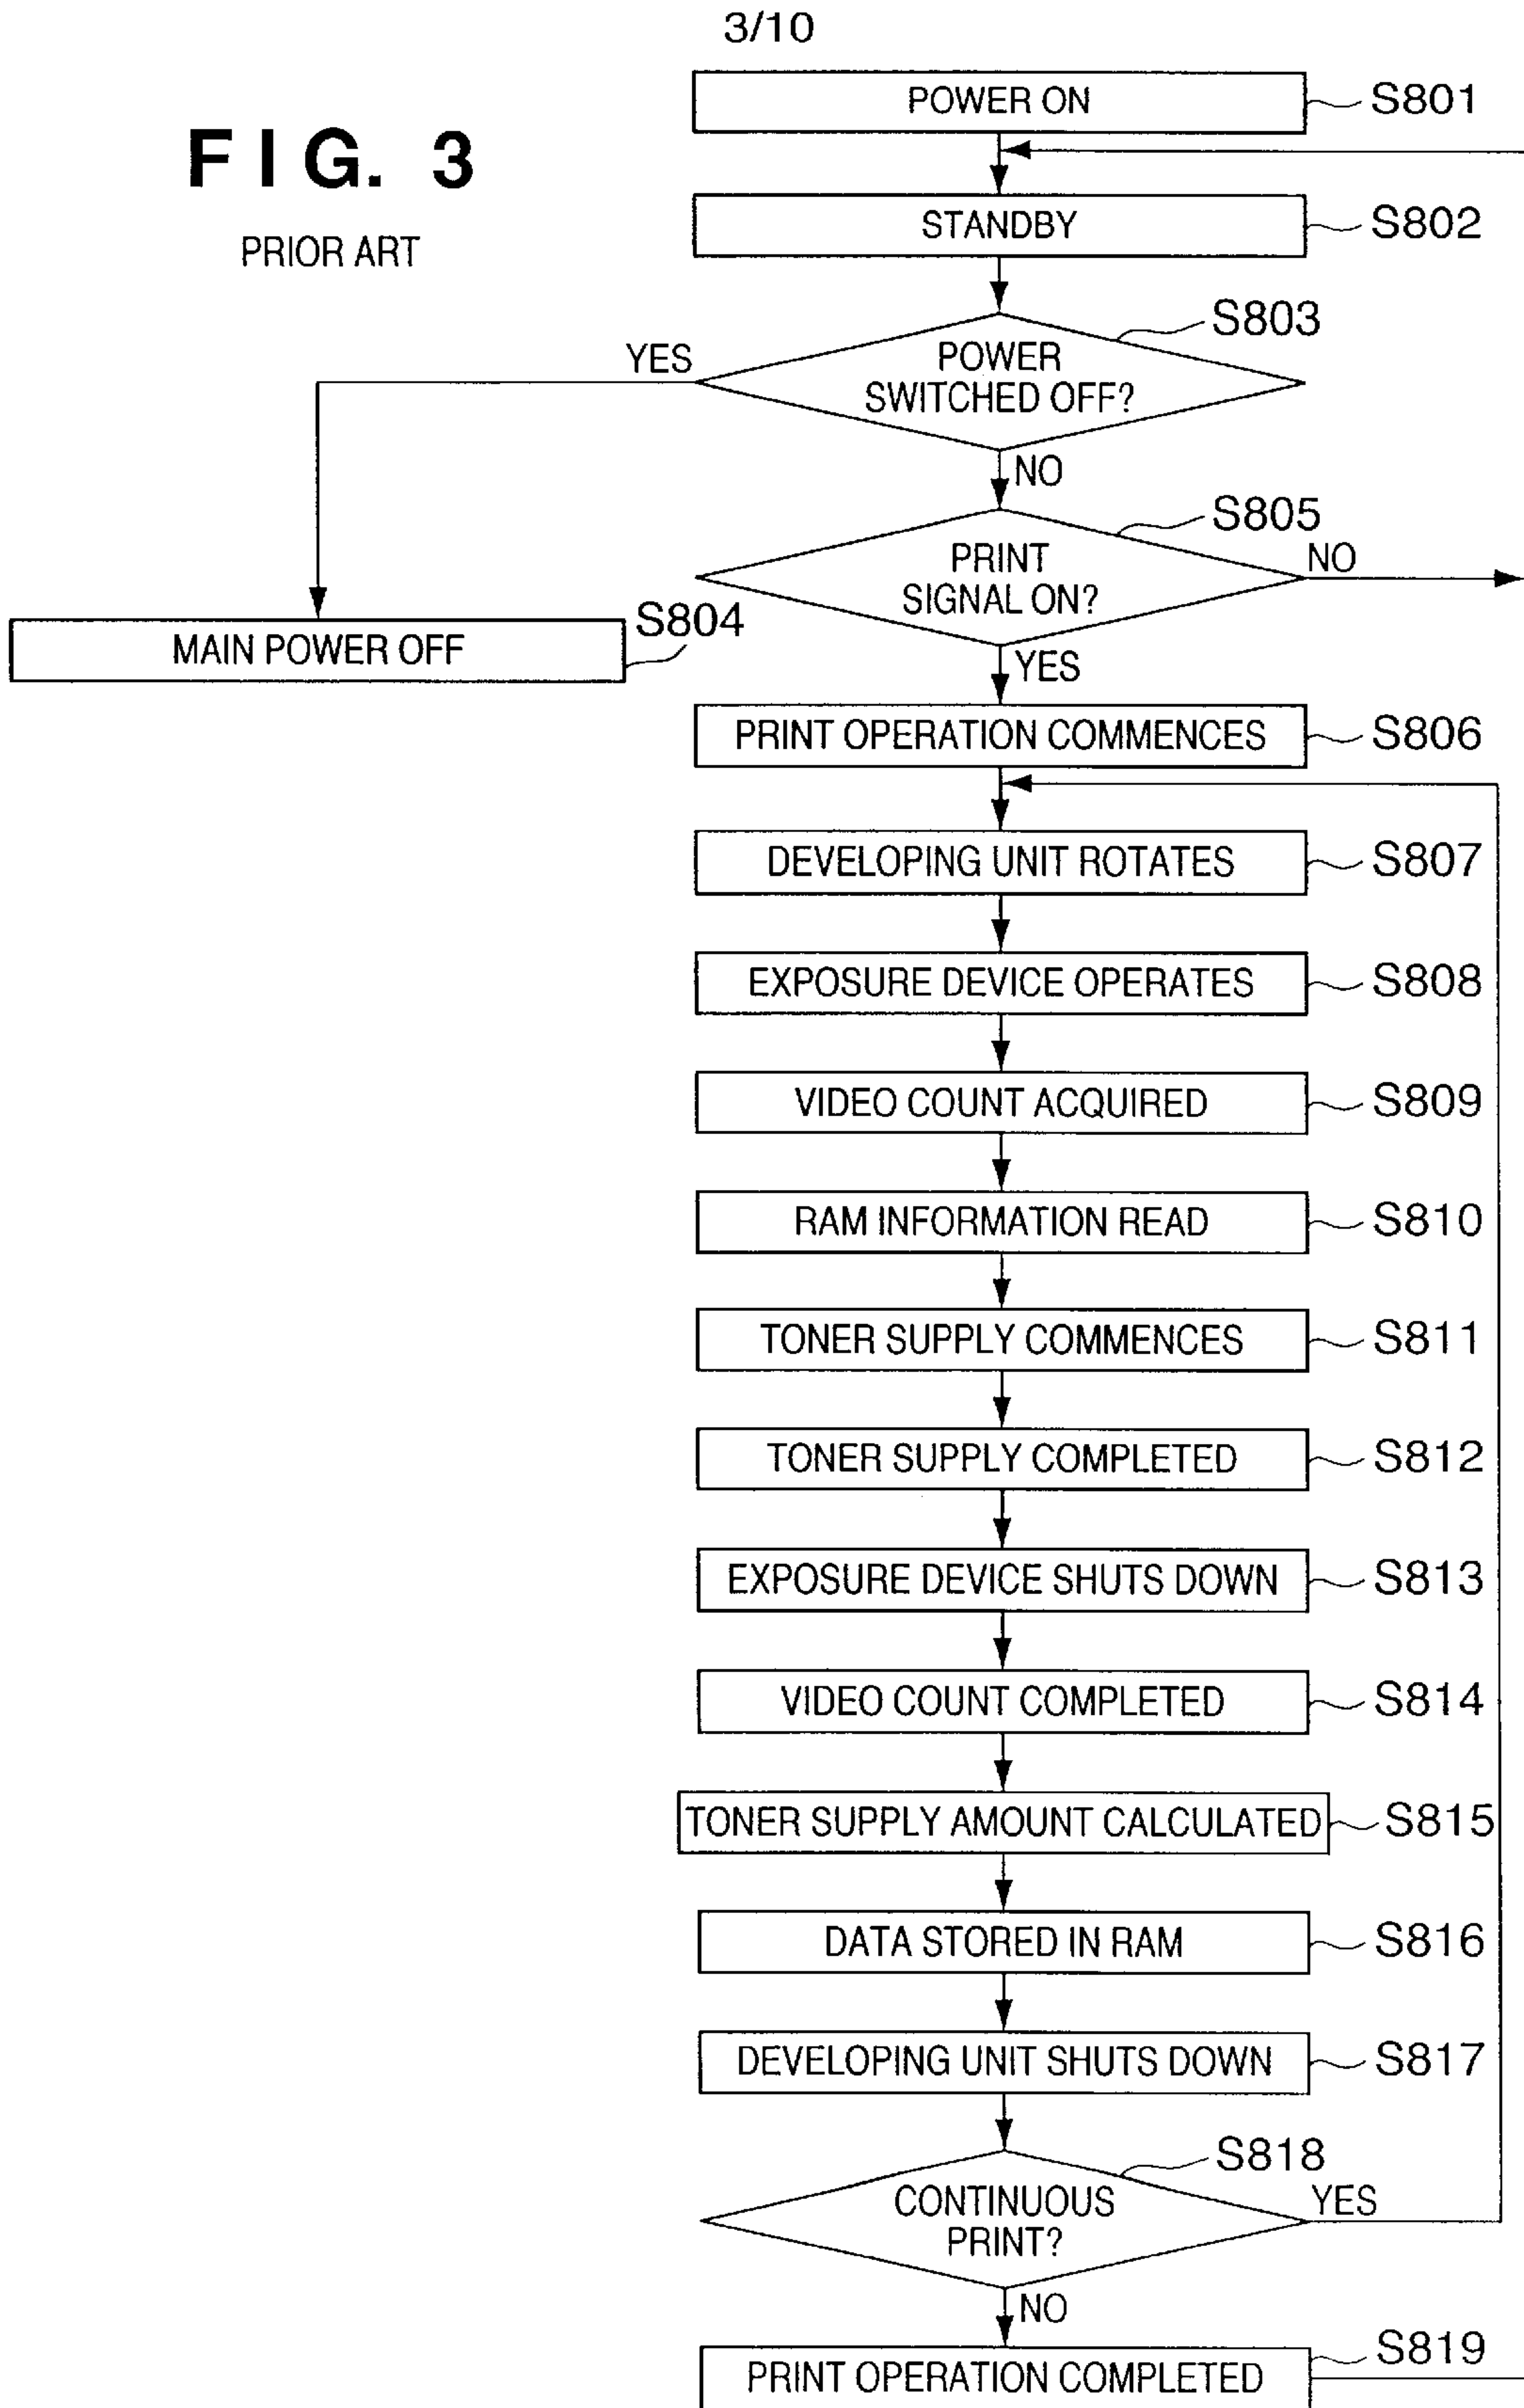 3/10
FIG. 3
PRIOR ART
POWER ON
S801
STANDBY
S802
S803
YES
POWER
SWITCHED OFF?
NO
S805
PRINT
SIGNAL ON?
NO
S804
MAIN POWER OFF
YES
PRINT OPERATION COMMENCES
S806
DEVELOPING UNIT ROTATES
S807
EXPOSURE DEVICE OPERATES
S808
VIDEO COUNT ACQUIRED
S809
RAM INFORMATION READ
S810
TONER SUPPLY COMMENCES
S811
TONER SUPPLY COMPLETED
S812
EXPOSURE DEVICE SHUTS DOWN
S813
VIDEO COUNT COMPLETED
S814
TONER SUPPLY AMOUNT CALCULATED
S815
DATA STORED IN RAM
S816
DEVELOPING UNIT SHUTS DOWN
S817
S818
CONTINUOUS
PRINT?
YES
NO
PRINT OPERATION COMPLETED
S819